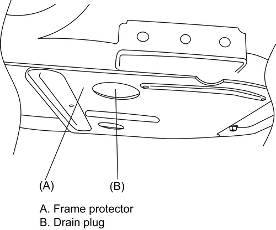 (A)
(B)
A. Frame protector
B. Drain plug